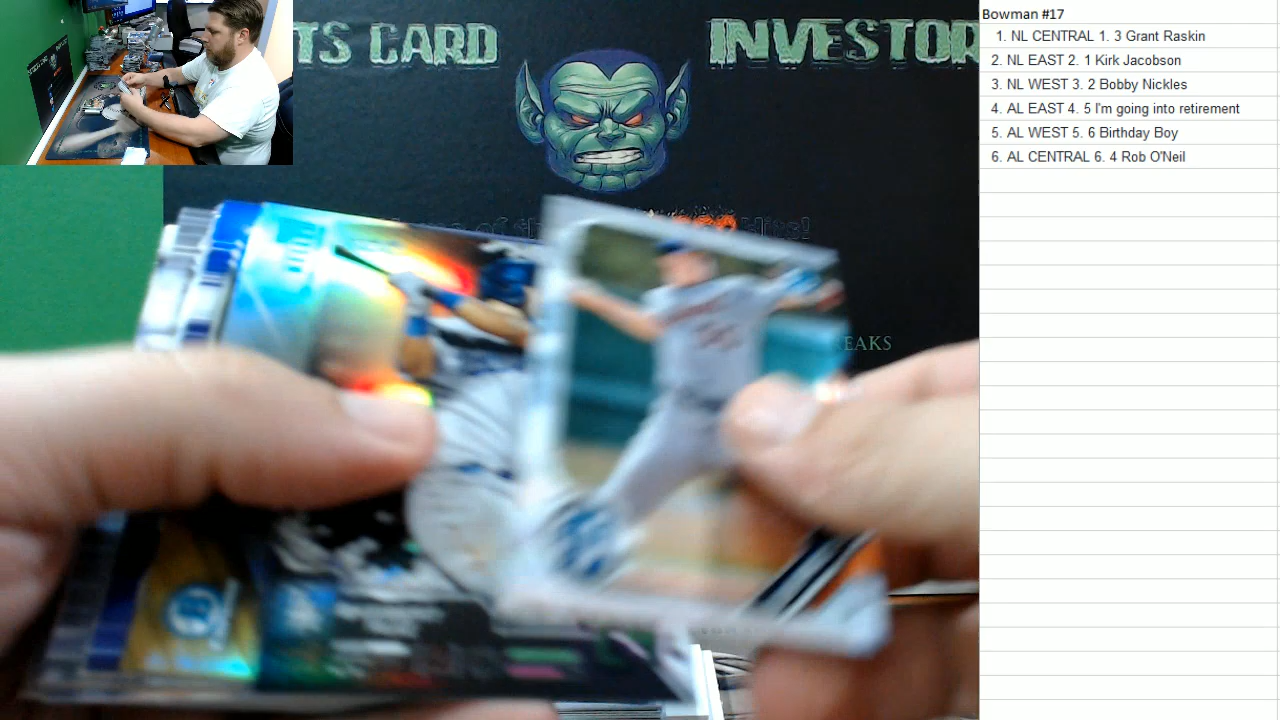 TS CARD INVESTOR
EAKS
Bowman #17
1. NL CENTRAL 1. 3 Grant Raskin
2. NL EAST 2. 1 Kirk Jacobson
3. NL WEST 3. 2 Bobby Nickles
4. AL EAST 4. 5 I'm going into retirement
5. AL WEST 5. 6 Birthday Boy
6. AL CENTRAL 6. 4 Rob O'Neil